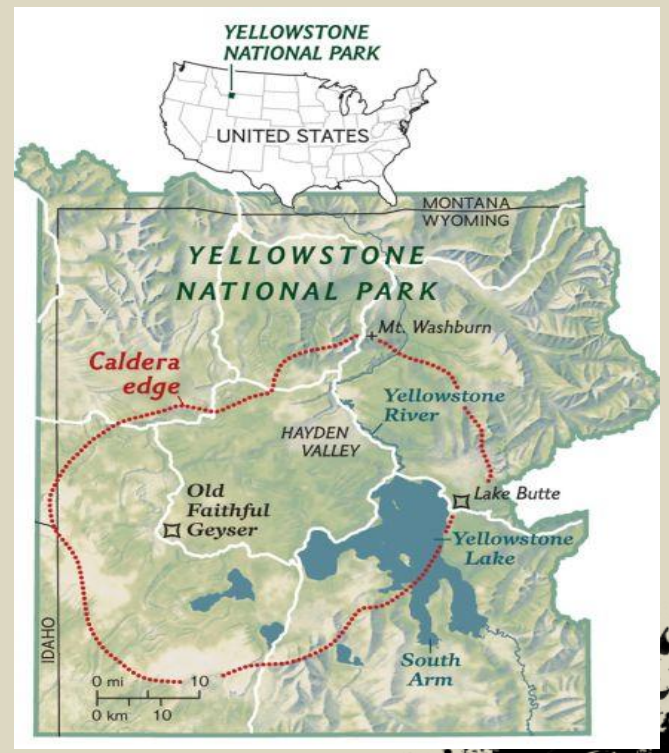 YELLOWSTONE
NATIONAL PARK
UNITED STATES
MONTANA
WYOMING
YELLOWSTONE
NATIONAL PARK
Mt. Washburn
Caldera
edge
Yellowstone
River
HAYDEN
VALLEY
Old
Faithful
Geyser
Lake Butte
Yellowstone
Lake
IDAHO
South
Arm
0 mi 10
0 km 10